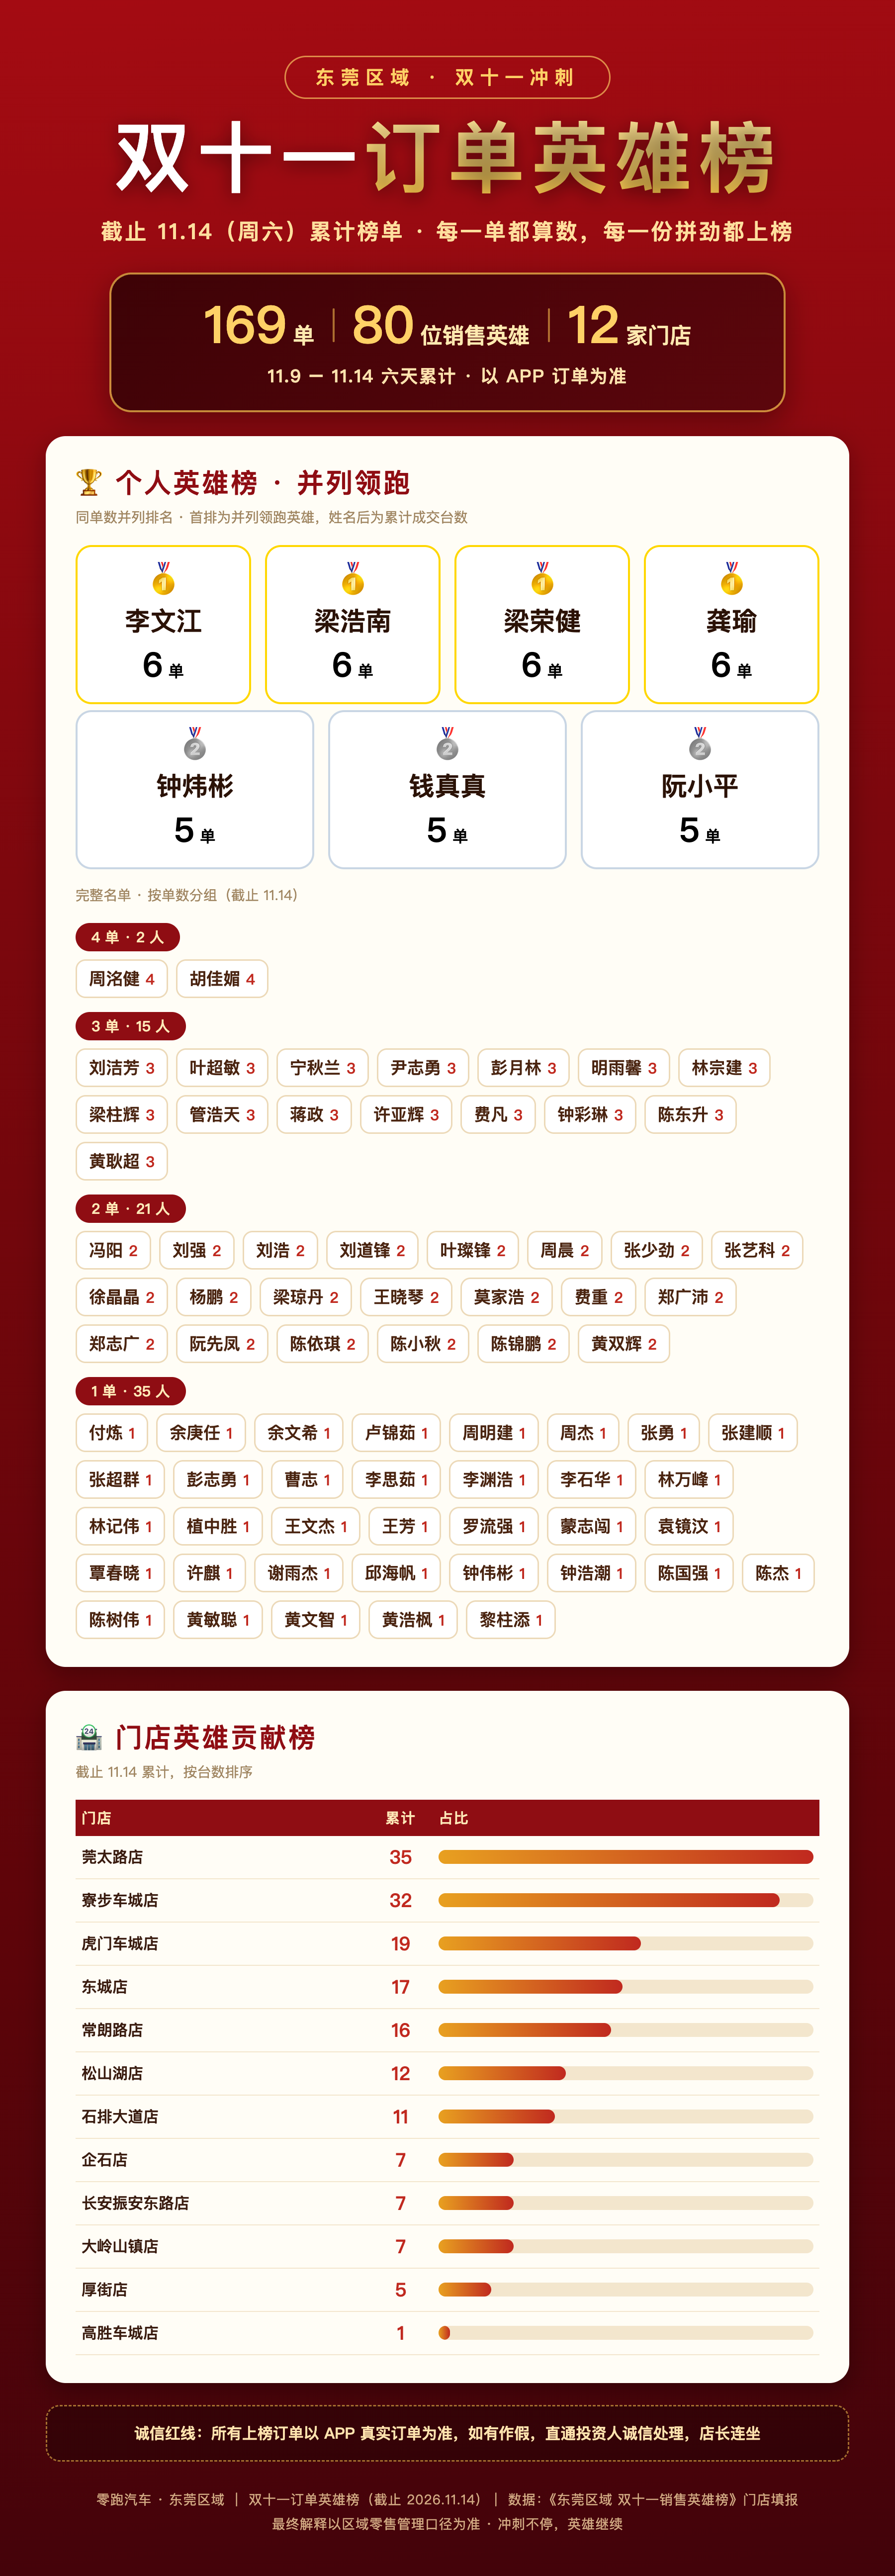 东莞区域 · 双十一冲刺
双十一订单英雄榜
截止 11.14（周六）累计榜单 · 每一单都算数，每一份拼劲都上榜
169 单 80 位销售英雄 12 家门店
11.9 – 11.14 六天累计 · 以 APP 订单为准
个人英雄榜 · 并列领跑
同单数并列排名 · 首排为并列领跑英雄，姓名后为累计成交台数
1 1 1 1
李文江 梁浩南 梁荣健 龚瑜
6 单 6 单 6 单 6 单
2 2 2
钟炜彬 钱真真 阮小平
5 单 5 单 5 单
完整名单 · 按单数分组（截止 11.14）
4 单 · 2 人
周洺健 4 胡佳媚 4
3 单 · 15 人
刘洁芳 3 叶超敏 3 宁秋兰 3 尹志勇 3 彭月林 3 明雨馨 3 林宗建 3
梁柱辉 3 管浩天 3 蒋政 3 许亚辉 3 费凡 3 钟彩琳 3 陈东升 3
黄耿超 3
2 单 · 21 人
冯阳 2 刘强 2 刘浩 2 刘道锋 2 叶璨锋 2 周晨 2 张少劲 2 张艺科 2
徐晶晶 2 杨鹏 2 梁琼丹 2 王晓琴 2 莫家浩 2 费重 2 郑广沛 2
郑志广 2 阮先凤 2 陈依琪 2 陈小秋 2 陈锦鹏 2 黄双辉 2
1 单 · 35 人
付炼 1 余庚任 1 余文希 1 卢锦茹 1 周明建 1 周杰 1 张勇 1 张建顺 1
张超群 1 彭志勇 1 曹志 1 李思茹 1 李渊浩 1 李石华 1 林万峰 1
林记伟 1 植中胜 1 王文杰 1 王芳 1 罗流强 1 蒙志闯 1 袁镜汶 1
覃春晓 1 许麒 1 谢雨杰 1 邱海帆 1 钟伟彬 1 钟浩潮 1 陈国强 1 陈杰 1
陈树伟 1 黄敏聪 1 黄文智 1 黄浩枫 1 黎柱添 1
24
门店英雄贡献榜
截止 11.14 累计，按台数排序
门店 累计 占比
莞太路店 35
寮步车城店 32
虎门车城店 19
东城店 17
常朗路店 16
松山湖店 12
石排大道店 11
企石店 7
长安振安东路店 7
大岭山镇店 7
厚街店 5
高胜车城店 1
诚信红线：所有上榜订单以 APP 真实订单为准，如有作假，直通投资人诚信处理，店长连坐
零跑汽车 · 东莞区域 ｜ 双十一订单英雄榜（截止 2026.11.14） ｜ 数据：《东莞区域 双十一销售英雄榜》门店填报
最终解释以区域零售管理口径为准 · 冲刺不停，英雄继续